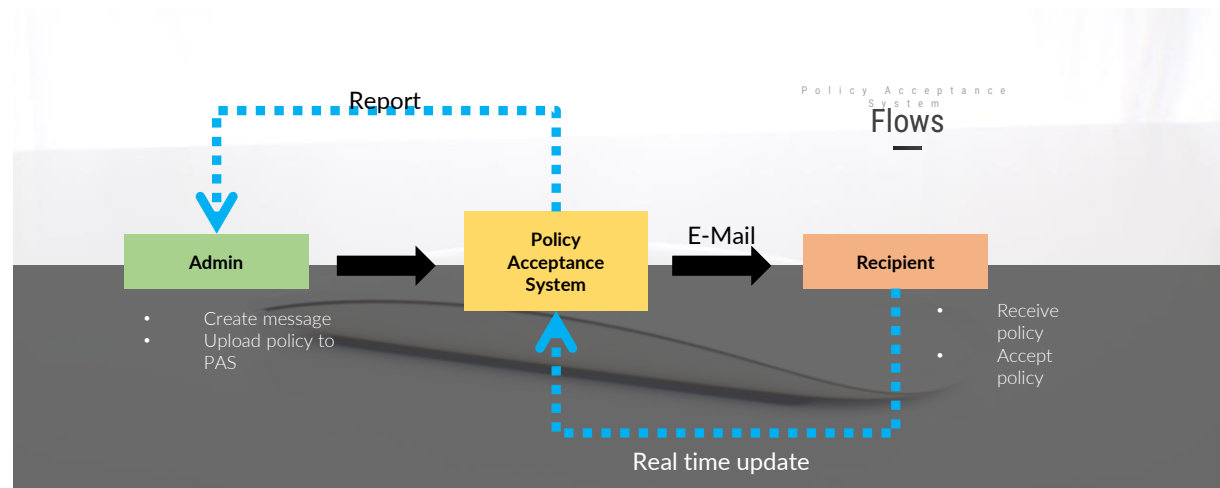 Policy Acceptance
System
Flows
Report
E-Mail
Admin
Policy
Acceptance
System
Recipient
• Create message
• Upload policy to
PAS
• Receive
policy
• Accept
policy
Real time update